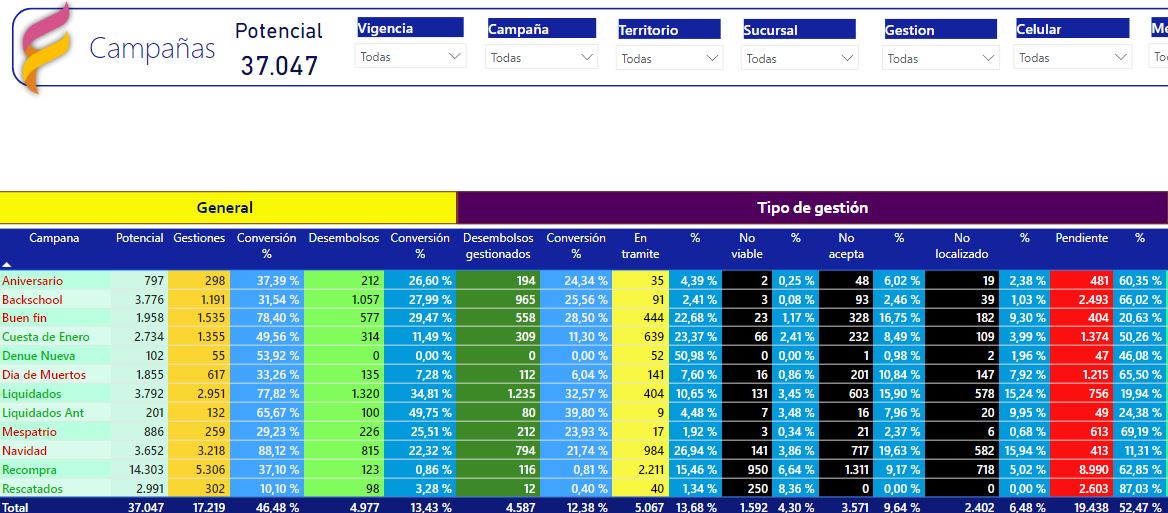 Campañas
Potencial
37.047
Vigencia Campaña Territorio Sucursal Gestion Celular Me
Todas Todas Todas Todas Todas Todas Toc
General Tipo de gestión
Campana Potencial Gestiones Conversión % Desembolsos Conversión % Desembolsos gestionados Conversión % En tramite % No viable % No acepta % No localizado % Pendiente %
Aniversario 797 298 37,39 % 212 26,60 % 194 24,34 % 35 4,39 % 2 0,25 % 48 6,02 % 19 2,38 % 481 60,35 %
Backschool 3.776 1.191 31,54 % 1.057 27,99 % 965 25,56 % 91 2,41 % 3 0,08 % 93 2,46 % 39 1,03 % 2.493 66,02 %
Buen fin 1.958 1.535 78,40 % 577 29,47 % 558 28,50 % 444 22,68 % 23 1,17 % 328 16,75 % 182 9,30 % 404 20,63 %
Cuesta de Enero 2.734 1.355 49,56 % 314 11,49 % 309 11,30 % 639 23,37 % 66 2,41 % 232 8,49 % 109 3,99 % 1.374 50,26 %
Denue Nueva 102 55 53,92 % 0 0,00 % 0 0,00 % 52 50,98 % 0 0,00 % 1 0,98 % 2 1,96 % 47 46,08 %
Dia de Muertos 1.855 617 33,26 % 135 7,28 % 112 6,04 % 141 7,60 % 16 0,86 % 201 10,84 % 147 7,92 % 1.215 65,50 %
Liquidados 3.792 2.951 77,82 % 1.320 34,81 % 1.235 32,57 % 404 10,65 % 131 3,45 % 603 15,90 % 578 15,24 % 756 19,94 %
Liquidados Ant 201 132 65,67 % 100 49,75 % 80 39,80 % 9 4,48 % 7 3,48 % 16 7,96 % 20 9,95 % 49 24,38 %
Mespatrio 886 259 29,23 % 226 25,51 % 212 23,93 % 17 1,92 % 3 0,34 % 21 2,37 % 6 0,68 % 613 69,19 %
Navidad 3.652 3.218 88,12 % 815 22,32 % 794 21,74 % 984 26,94 % 141 3,86 % 717 19,63 % 582 15,94 % 413 11,31 %
Recompra 14.303 5.306 37,10 % 123 0,86 % 116 0,81 % 2.211 15,46 % 950 6,64 % 1.311 9,17 % 718 5,02 % 8.990 62,85 %
Rescatados 2.991 302 10,10 % 98 3,28 % 12 0,40 % 40 1,34 % 250 8,36 % 0 0,00 % 0 0,00 % 2.603 87,03 %
Total 37.047 17.219 46,48 % 4.977 13,43 % 4.587 12,38 % 5.067 13,68 % 1.592 4,30 % 3.571 9,64 % 2.402 6,48 % 19.438 52,47 %